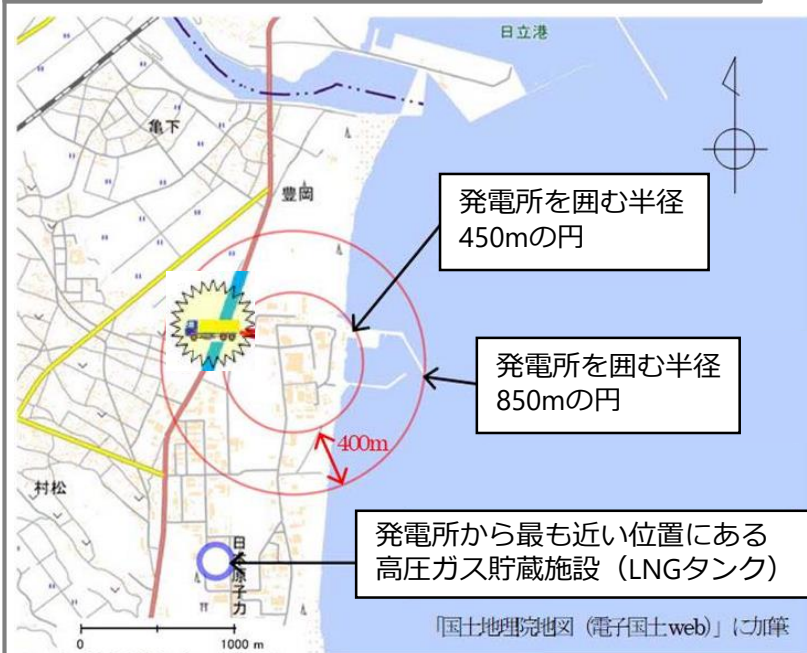 日立港
亀下
豊岡
発電所を囲む半径
450mの円
発電所を囲む半径
850mの円
400m
村松
発電所から最も近い位置にある
高圧ガス貯蔵施設（LNGタンク）
日本原子力
0 1000 m
「国土地理院地図（電子国土web）」に加筆